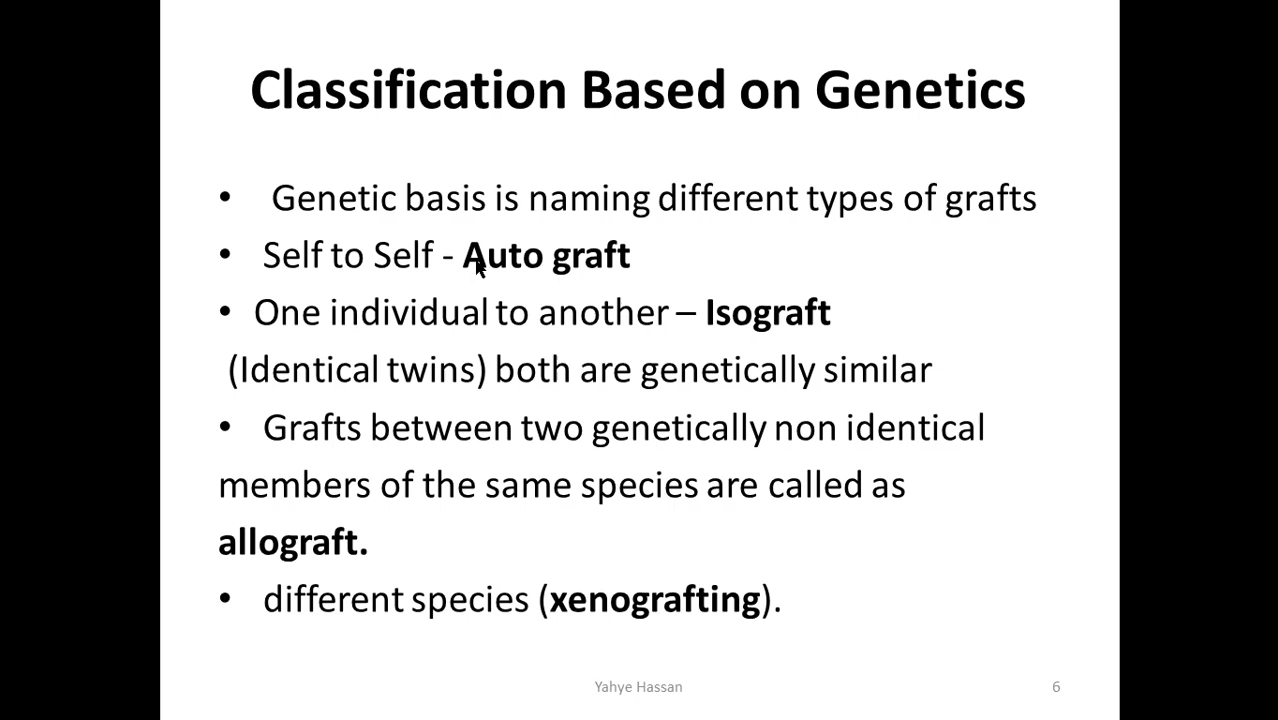 Classification Based on Genetics
• Genetic basis is naming different types of grafts
• Self to Self - Auto graft
• One individual to another – Isograft
(Identical twins) both are genetically similar
• Grafts between two genetically non identical
members of the same species are called as
allograft.
• different species (xenografting).
Yahye Hassan
6